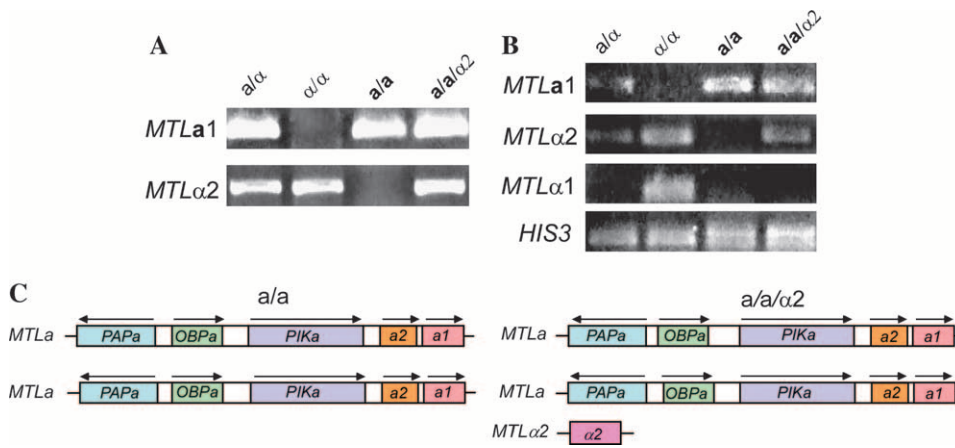 A
a/α α/α a/a a/a/α2
MTLa1
MTLα2
B
a/α α/α a/a a/a/α2
MTLa1
MTLα2
MTLα1
HIS3
C
a/a
MTLa PAPa OBPa PIKa a2 a1
MTLa PAPa OBPa PIKa a2 a1
a/a/α2
MTLa PAPa OBPa PIKa a2 a1
MTLa PAPa OBPa PIKa a2 a1
MTLα2 α2